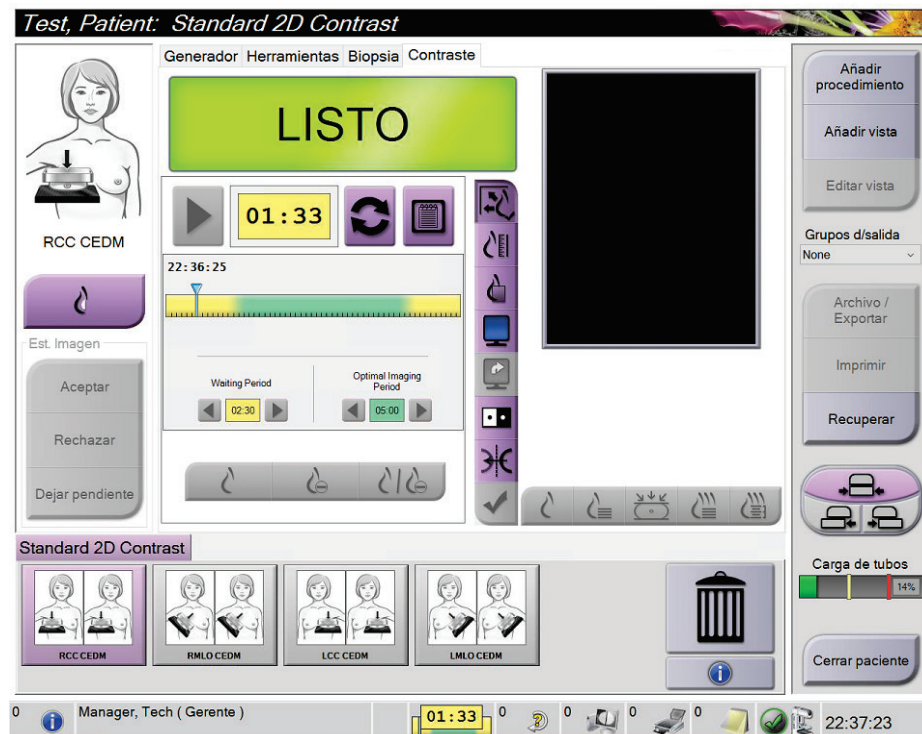 Test, Patient: Standard 2D Contrast
Generador Herramientas Biopsia Contraste
LISTO
RCC CEDM
01:33
22:36:25
Waiting Period
02:30
Optimal Imaging
Period
05:00
Est. Imagen
Aceptar
Rechazar
Dejar pendiente
Añadir
procedimiento
Añadir vista
Editar vista
Grupos d/salida
None
Archivo /
Exportar
Imprimir
Recuperar
Carga de tubos
14%
Cerrar paciente
Standard 2D Contrast
RCC CEDM
RMLO CEDM
LCC CEDM
LMLO CEDM
0
Manager, Tech ( Gerente )
01:33
0
0
0
0
22:37:23